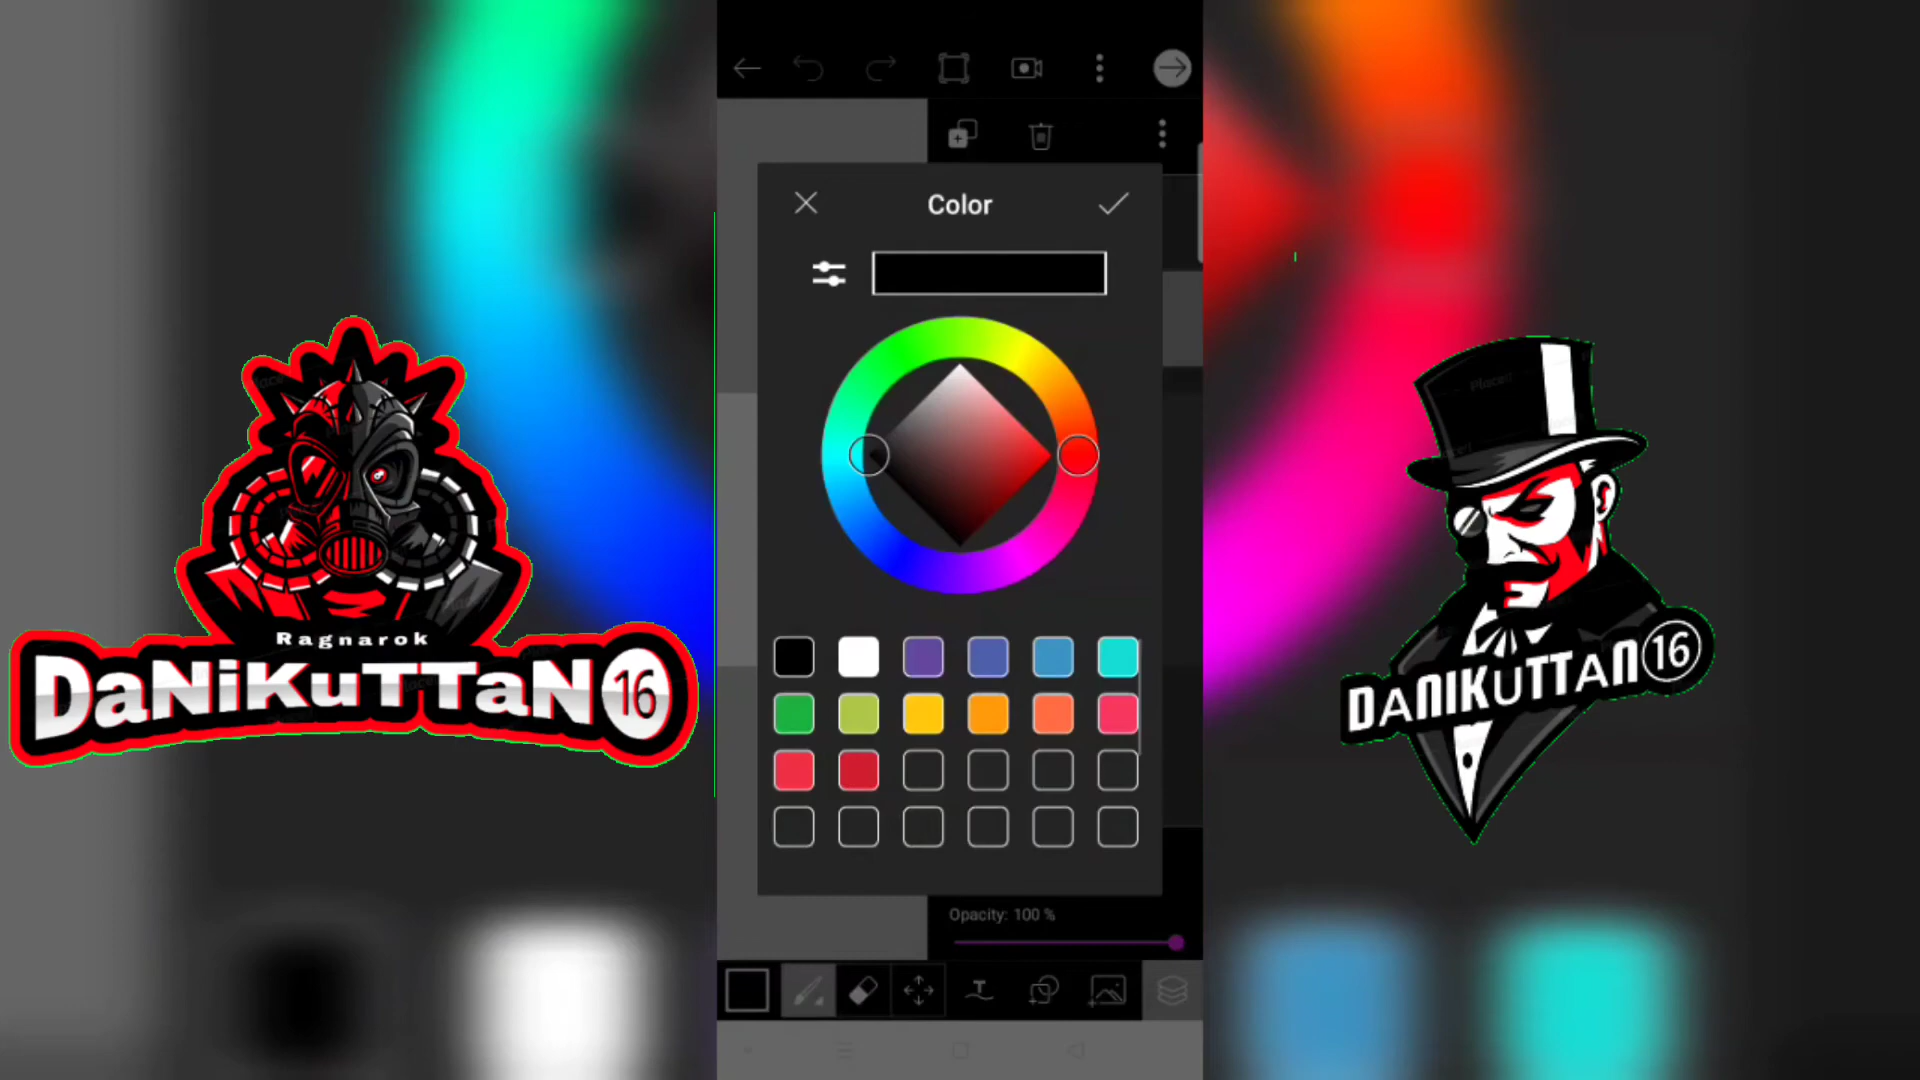 Color
Ragnarok
DaNiKuTTaN 16
DANIKUTTAN 16
Opacity: 100 %